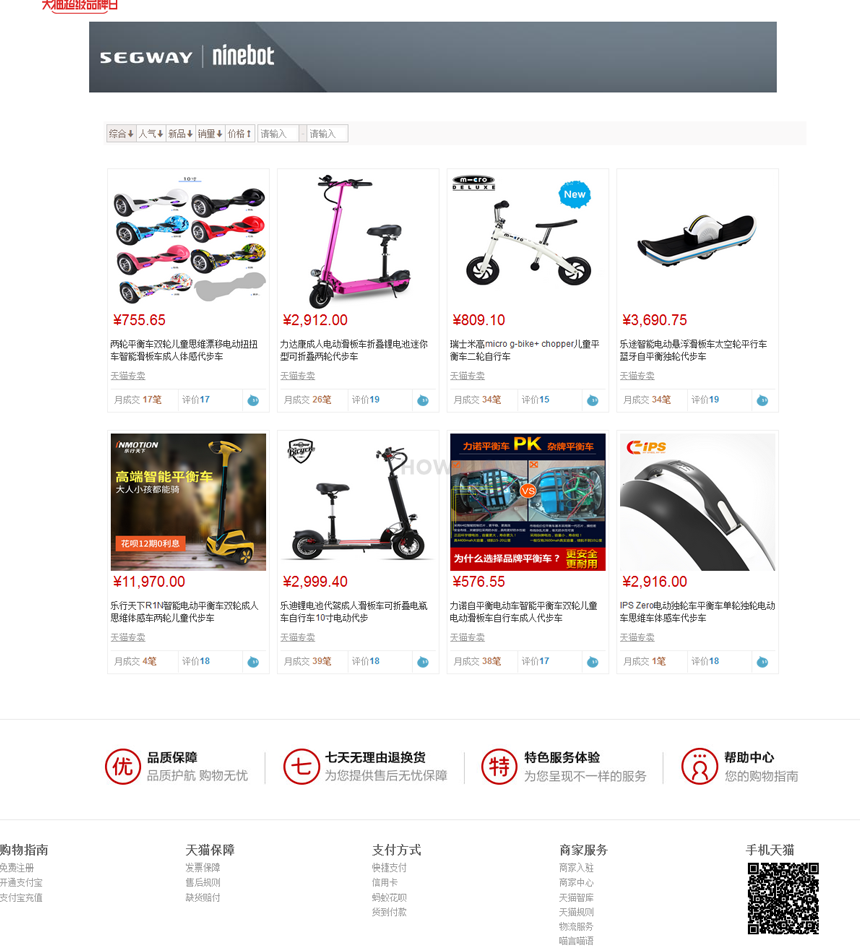 天猫超级品牌日
SEGWAY ninebot
综合 人气 新品 销量 价格 请输入 - 请输入
10寸
¥755.65
两轮平衡车双轮儿童思维漂移电动扭扭
车智能滑板车成人体感代步车
天猫专卖
月成交 17笔 评价17
¥2,912.00
力达康成人电动滑板车折叠锂电池迷你
型可折叠两轮代步车
天猫专卖
月成交 26笔 评价19
m-cro
DELUXE
New
¥809.10
瑞士米高micro g-bike+ chopper儿童平
衡车二轮自行车
天猫专卖
月成交 34笔 评价15
¥3,690.75
乐途智能电动悬浮滑板车太空轮平行车
蓝牙自平衡独轮代步车
天猫专卖
月成交 34笔 评价19
INMOTION
乐行天下
高端智能平衡车
大人小孩都能骑
花呗12期0利息
¥11,970.00
乐行天下R1N智能电动平衡车双轮成人
思维体感车两轮儿童代步车
天猫专卖
月成交 4笔 评价18
Bicycle
¥2,999.40
乐迪锂电池代驾成人滑板车可折叠电瓶
车自行车10寸电动代步
天猫专卖
月成交 39笔 评价18
力诺平衡车 PK 杂牌平衡车
VS
为什么选择品牌平衡车？ 更安全
更耐用
¥576.55
力诺自平衡电动车智能平衡车双轮儿童
电动滑板车自行车成人代步车
天猫专卖
月成交 38笔 评价17
iPS
¥2,916.00
IPS Zero电动独轮车平衡车单轮独轮电动
车思维车体感车代步车
天猫专卖
月成交 1笔 评价18
优 品质保障
品质护航 购物无忧
七 七天无理由退换货
为您提供售后无忧保障
特 特色服务体验
为您呈现不一样的服务
帮助中心
您的购物指南
购物指南
免费注册
开通支付宝
支付宝充值
天猫保障
发票保障
售后规则
缺货赔付
支付方式
快捷支付
信用卡
蚂蚁花呗
货到付款
商家服务
商家入驻
商家中心
天猫智库
天猫规则
物流服务
喵言喵语
手机天猫